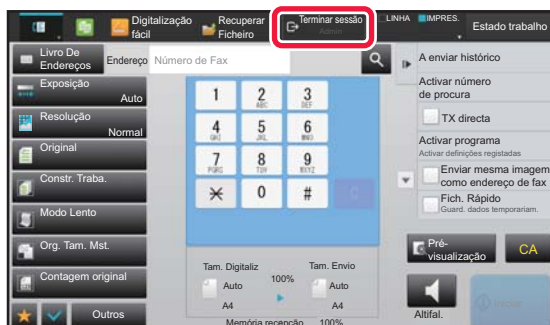 Digitalização
fácil
Recuperar
Ficheiro
Terminar sessão
Admin
LINHA
IMPRES.
Estado trabalho
Livro De
Endereços
Endereço
Número de Fax
A enviar histórico
Exposição
Auto
Activar número
de procura
Resolução
Normal
TX directa
Original
Activar programa
Activar definições registadas
Constr. Traba.
Enviar mesma imagem
como endereço de fax
Modo Lento
Fich. Rápido
Guard. dados temporariam.
Org. Tam. Mst.
Contagem original
Outros
1
2 ABC
3 DEF
4 GHI
5 JKL
6 MNO
7 PQRS
8 TUV
9 WXYZ
0
#
C
Tam. Digitaliz
100%
Tam. Envio
Auto
Auto
A4
A4
Memória recepção 100%
Pré-
visualização
CA
Altifal.
Iniciar